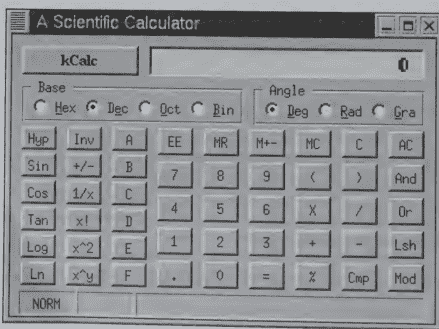 A Scientific Calculator
kCalc 0
Base Angle
Hex Dec Oct Bin Deg Rad Gra
Hyp Inv A EE MR M+- MC C AC
Sin +/- B 7 8 9 ( ) And
Cos 1/x C 4 5 6 X / Or
Tan x! D 1 2 3 + - Lsh
Log x^2 E . 0 = % Cmp Mod
Ln x^y F
NORM